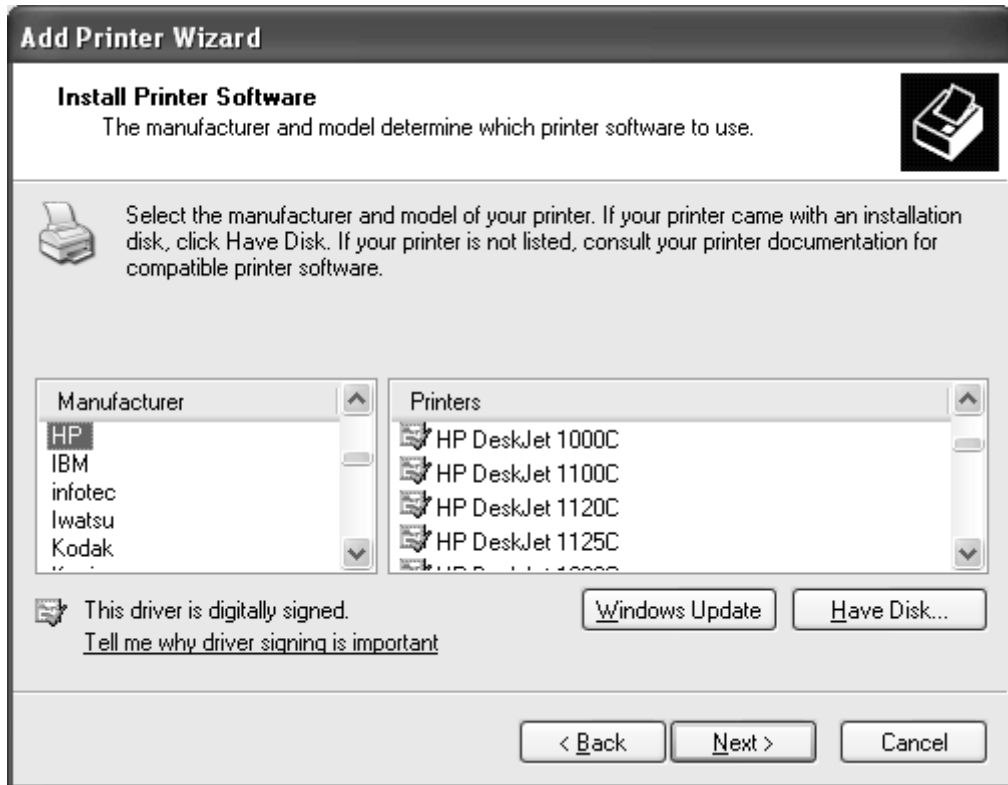 Add Printer Wizard
Install Printer Software
The manufacturer and model determine which printer software to use.
Select the manufacturer and model of your printer. If your printer came with an installation
disk, click Have Disk. If your printer is not listed, consult your printer documentation for
compatible printer software.
Manufacturer
HP
IBM
infotec
Iwatsu
Kodak
Printers
HP DeskJet 1000C
HP DeskJet 1100C
HP DeskJet 1120C
HP DeskJet 1125C
This driver is digitally signed.
Tell me why driver signing is important
Windows Update
Have Disk...
< Back
Next >
Cancel